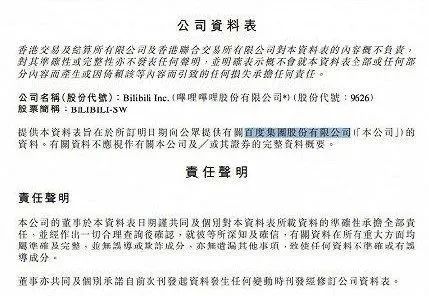 公司資料表
香港交易及結算所有限公司及香港聯合交易所有限公司對本資料表的內容概不負責，
對其準確性或完整性亦不發表任何聲明，並明確表示概不會就本資料表全部或任何部
分內容而產生或因倚賴該等內容而引致的任何損失承擔任何責任。
公司名稱(股份代號)：Bilibili Inc. (嗶哩嗶哩股份有限公司*) (股份代號：9626)
股票簡稱：BILIBILI-SW
提供本資料表旨在於所訂明日期向公眾提供有關百度集團股份有限公司(「本公司」)的
資料。有關資料不應視作有關本公司及／或其證券的完整資料概要。
責任聲明
責任聲明
本公司的董事於本資料表日期謹共同及個別對本資料表所載資料的準確性承擔全部責
任，並經作出一切合理查詢後確認，就彼等所深知及確信，有關資料在所有重大方面均
屬準確及完整，並無誤導或欺詐成分，亦無遺漏其他事項，致使任何資料不準確或有誤
導成分。
董事亦共同及個別承諾自前次刊發起資料發生任何變動時刊發經修訂公司資料表。